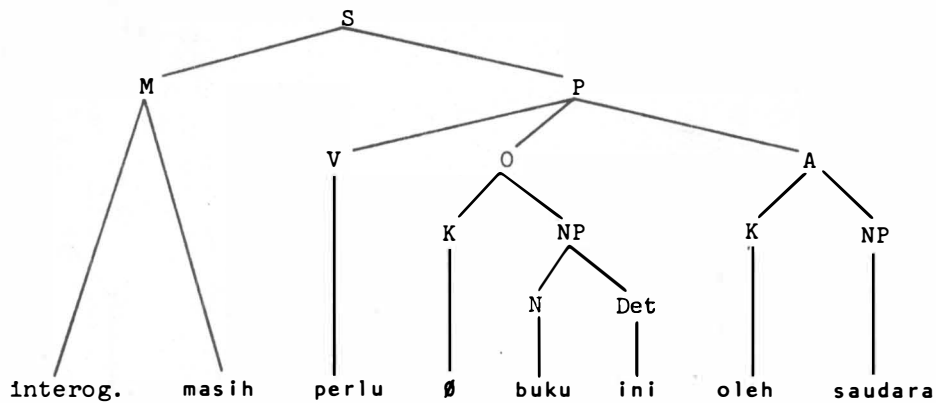 S
M P
V O A
K NP K NP
N Det
interog. masih perlu Ø buku ini oleh saudara